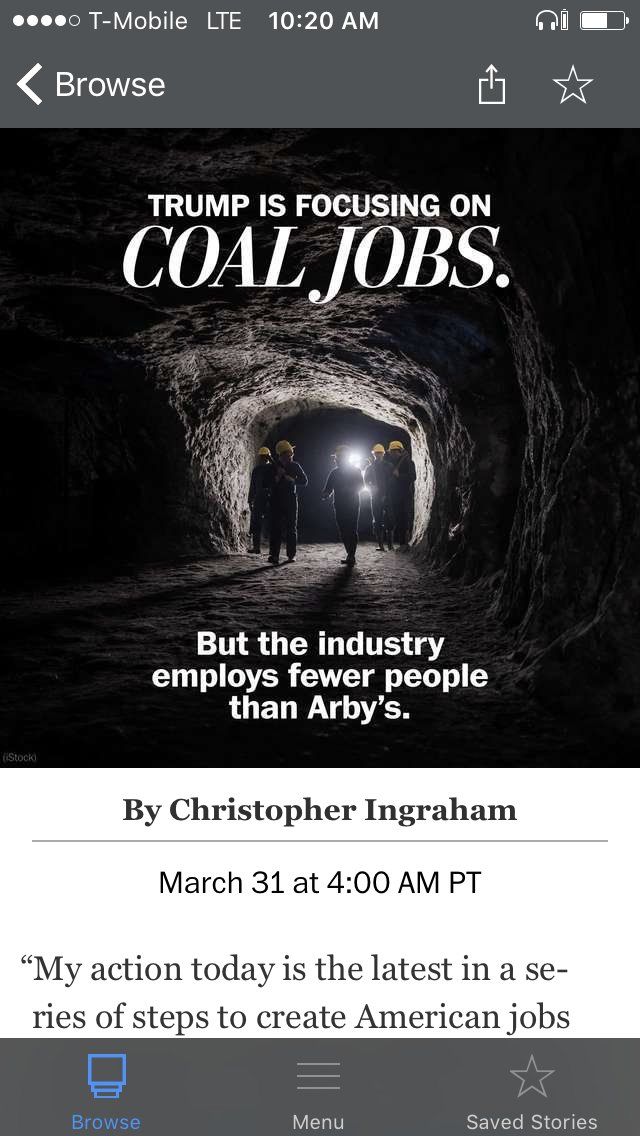 T-Mobile LTE 10:20 AM
Browse
TRUMP IS FOCUSING ON
COAL JOBS.
But the industry
employs fewer people
than Arby’s.
(iStock)
By Christopher Ingraham
March 31 at 4:00 AM PT
“My action today is the latest in a se-
ries of steps to create American jobs
Browse Menu Saved Stories